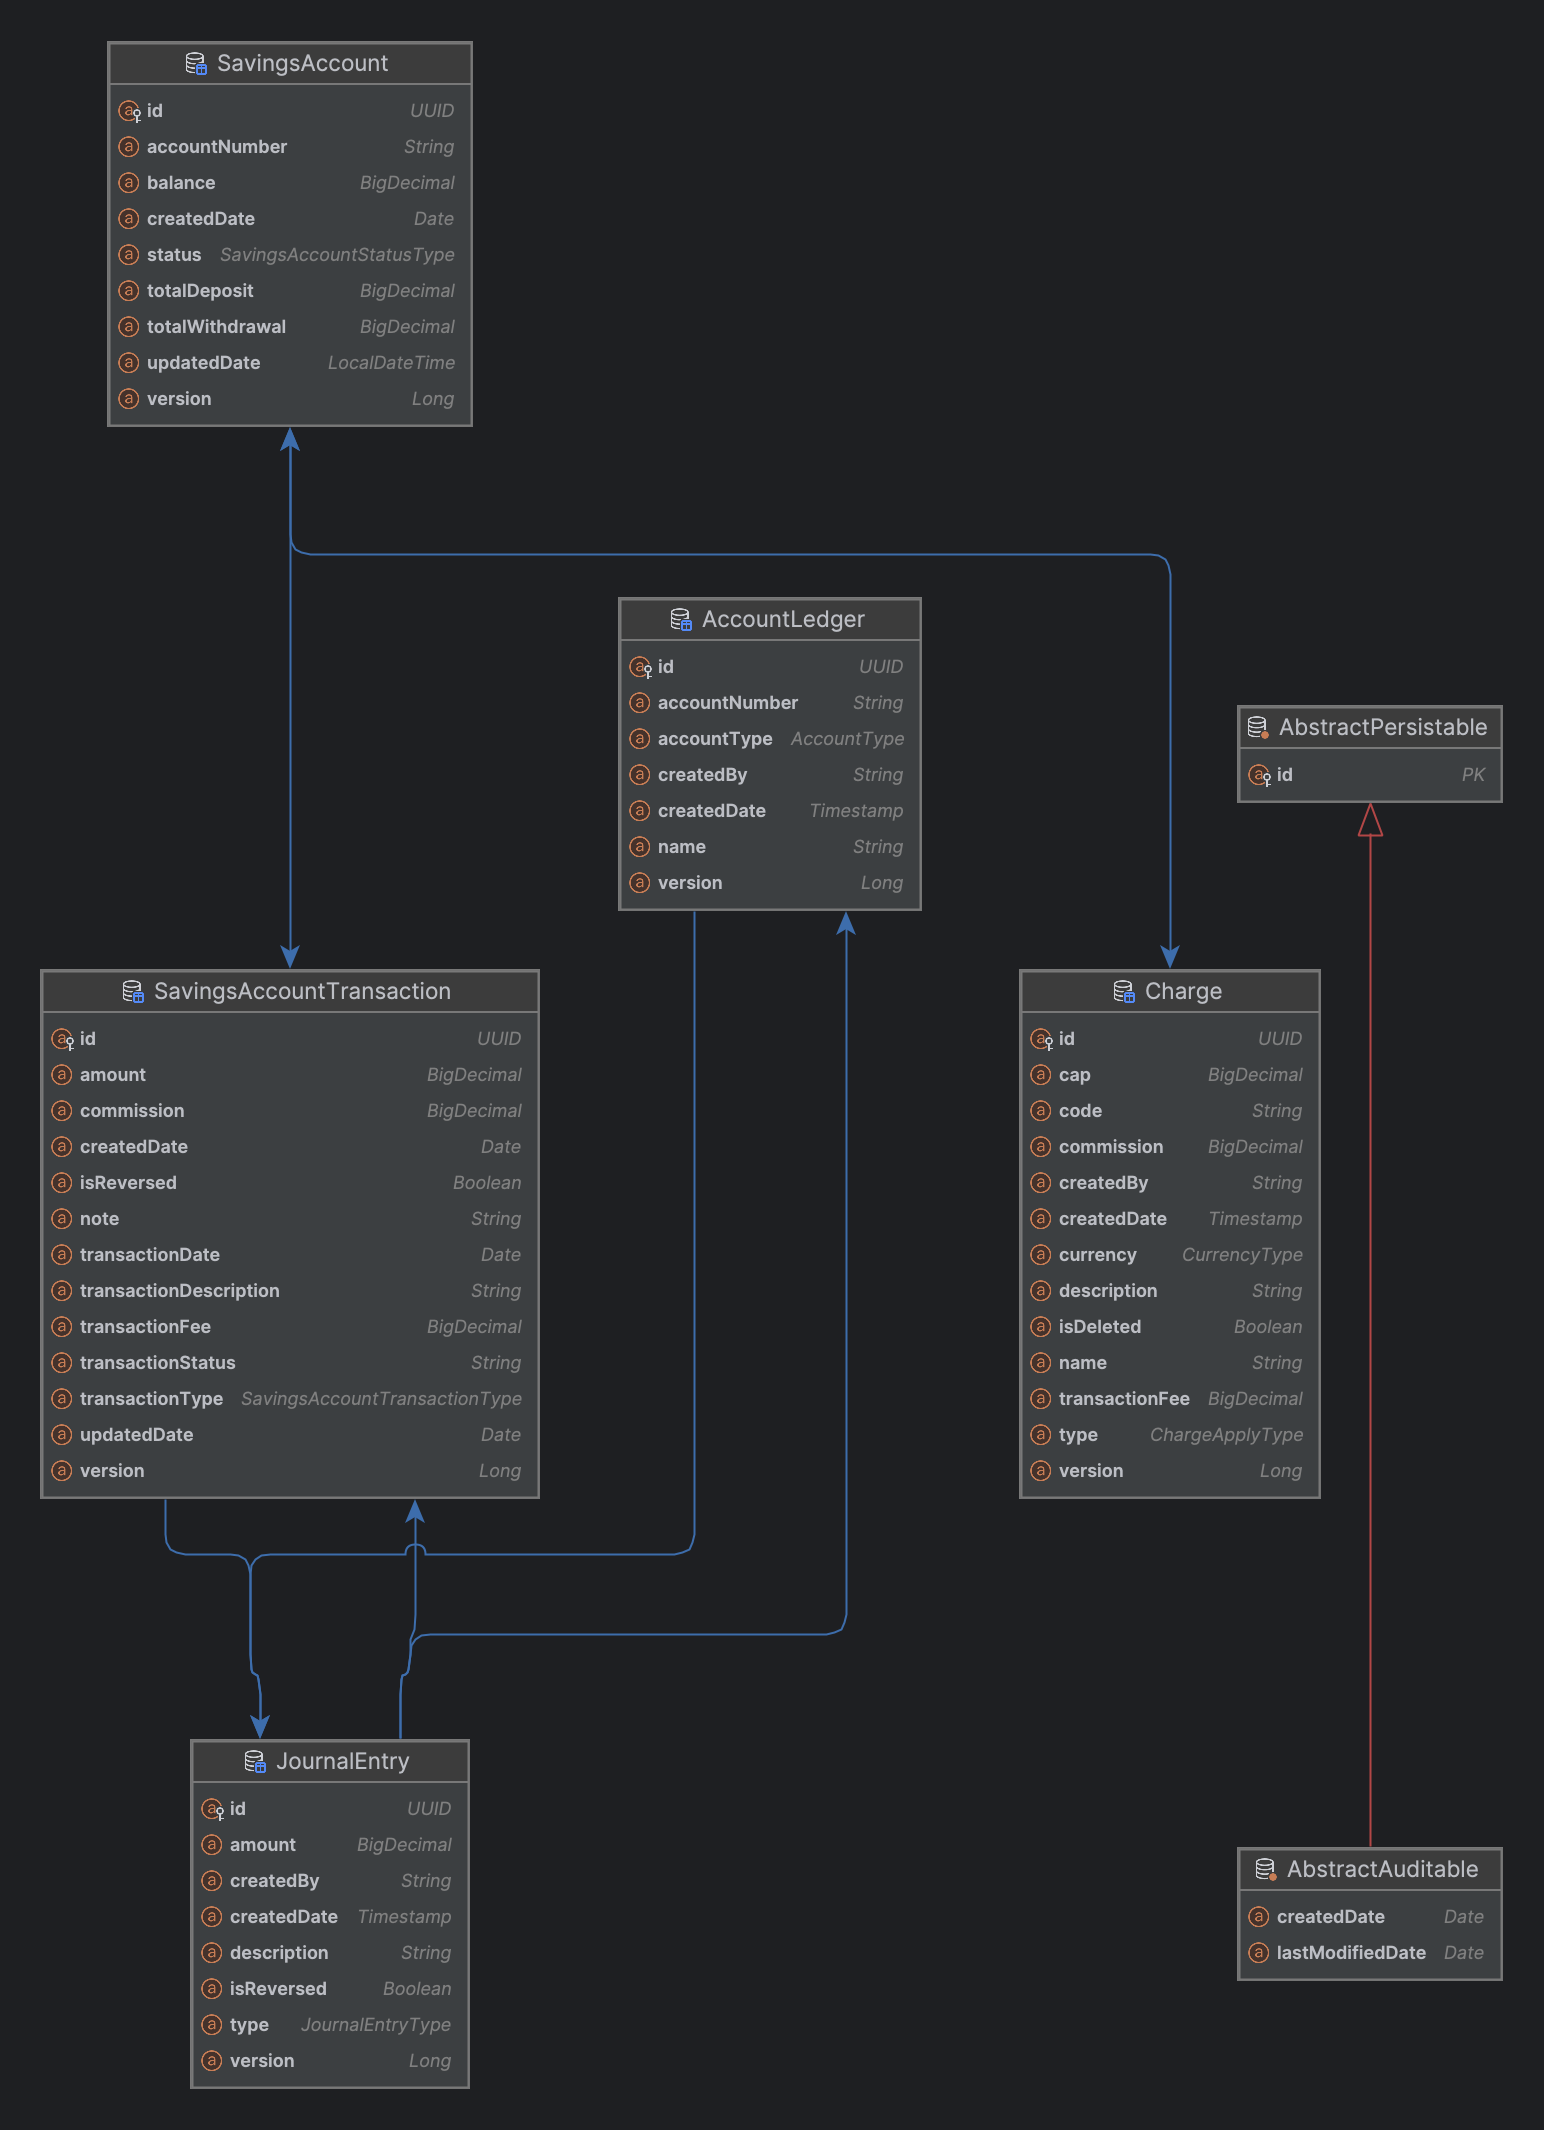 SavingsAccount
id UUID
accountNumber String
balance BigDecimal
createdDate Date
status SavingsAccountStatusType
totalDeposit BigDecimal
totalWithdrawal BigDecimal
updatedDate LocalDateTime
version Long
AccountLedger
id UUID
accountNumber String
accountType AccountType
createdBy String
createdDate Timestamp
name String
version Long
AbstractPersistable
id PK
SavingsAccountTransaction
id UUID
amount BigDecimal
commission BigDecimal
createdDate Date
isReversed Boolean
note String
transactionDate Date
transactionDescription String
transactionFee BigDecimal
transactionStatus String
transactionType SavingsAccountTransactionType
updatedDate Date
version Long
Charge
id UUID
cap BigDecimal
code String
commission BigDecimal
createdBy String
createdDate Timestamp
currency CurrencyType
description String
isDeleted Boolean
name String
transactionFee BigDecimal
type ChargeApplyType
version Long
JournalEntry
id UUID
amount BigDecimal
createdBy String
createdDate Timestamp
description String
isReversed Boolean
type JournalEntryType
version Long
AbstractAuditable
createdDate Date
lastModifiedDate Date